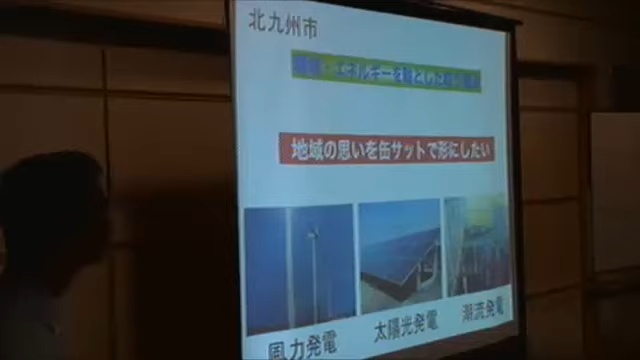 北九州市
地域の思いを缶サットで形にしたい
風力発電
太陽光発電
潮流発電